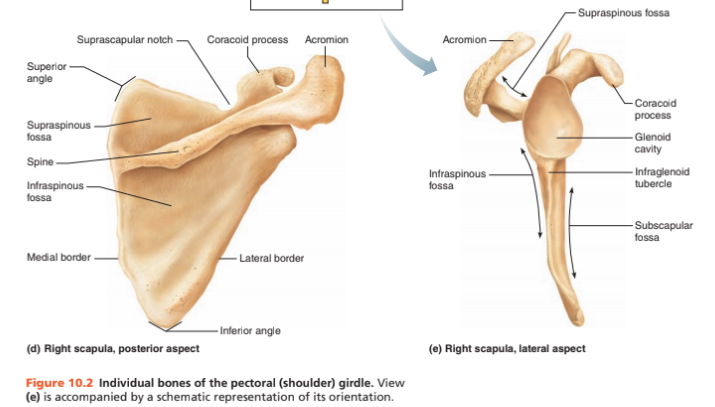 Suprascapular notch
Coracoid process
Acromion
Superior
angle
Supraspinous
fossa
Spine
Infraspinous
fossa
Medial border
Lateral border
Inferior angle
(d) Right scapula, posterior aspect
Supraspinous fossa
Acromion
Coracoid
process
Glenoid
cavity
Infraspinous
fossa
Infraglenoid
tubercle
Subscapular
fossa
(e) Right scapula, lateral aspect
Figure 10.2 Individual bones of the pectoral (shoulder) girdle. View
(e) is accompanied by a schematic representation of its orientation.